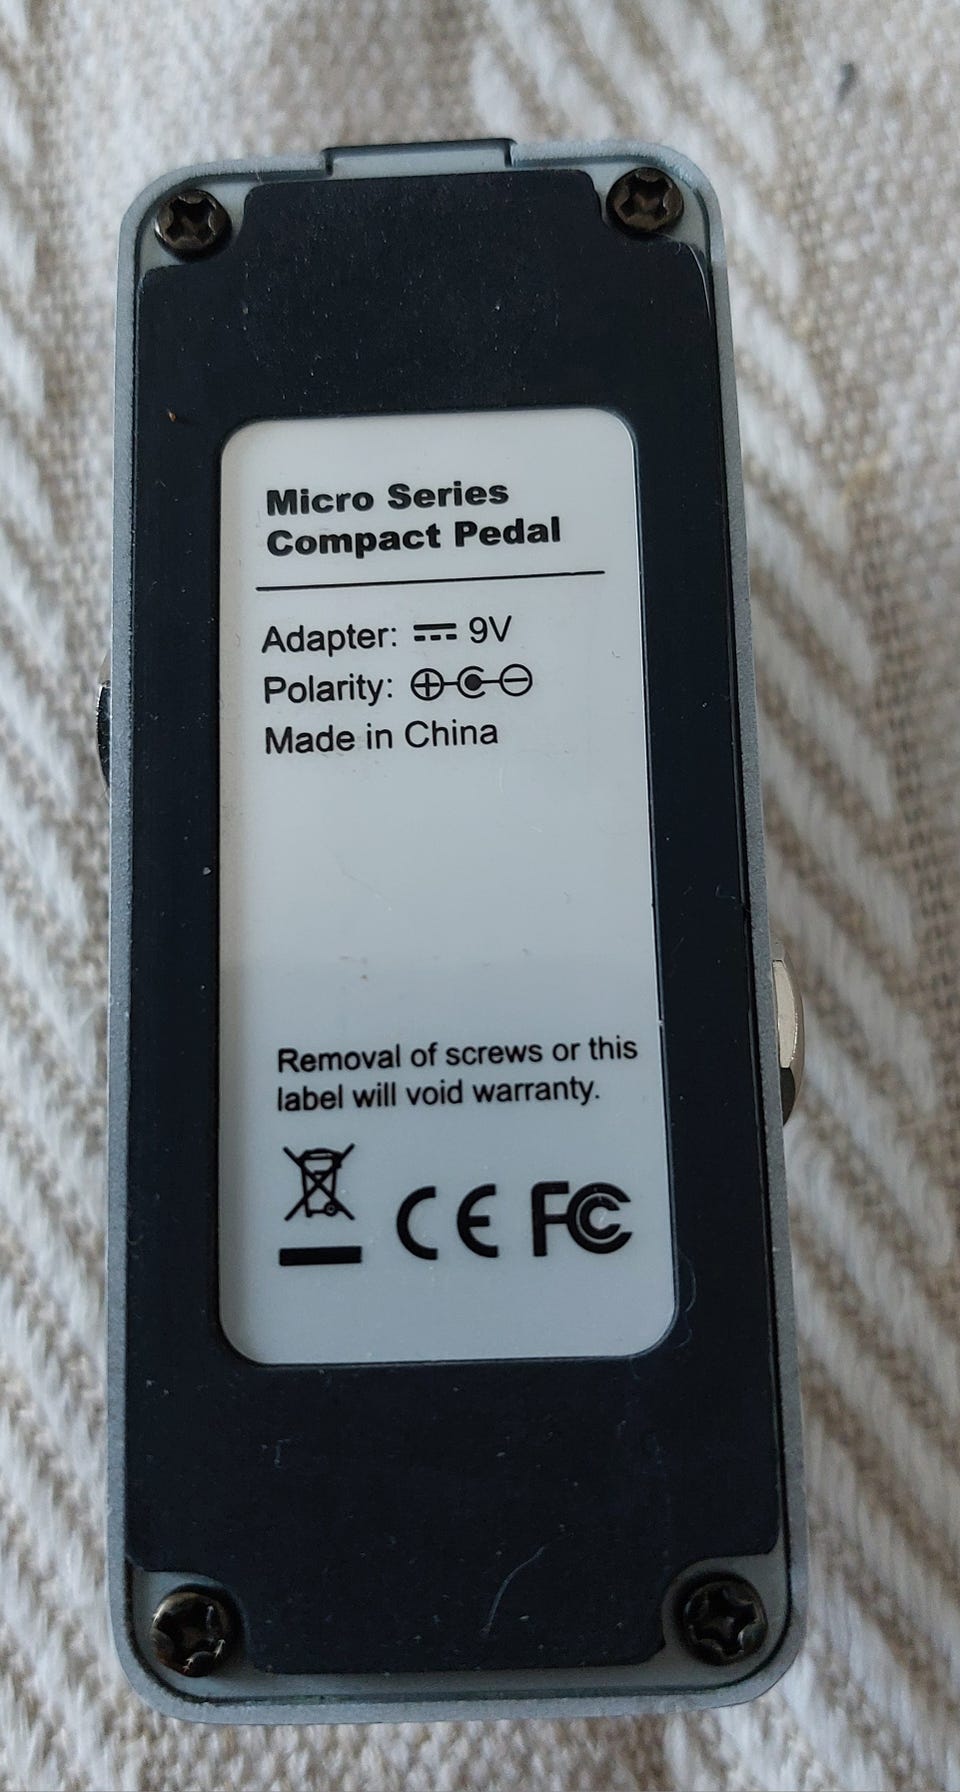 Micro Series
Compact Pedal
Adapter: ⎓ 9V
Polarity:
Made in China
Removal of screws or this
label will void warranty.
CE FC